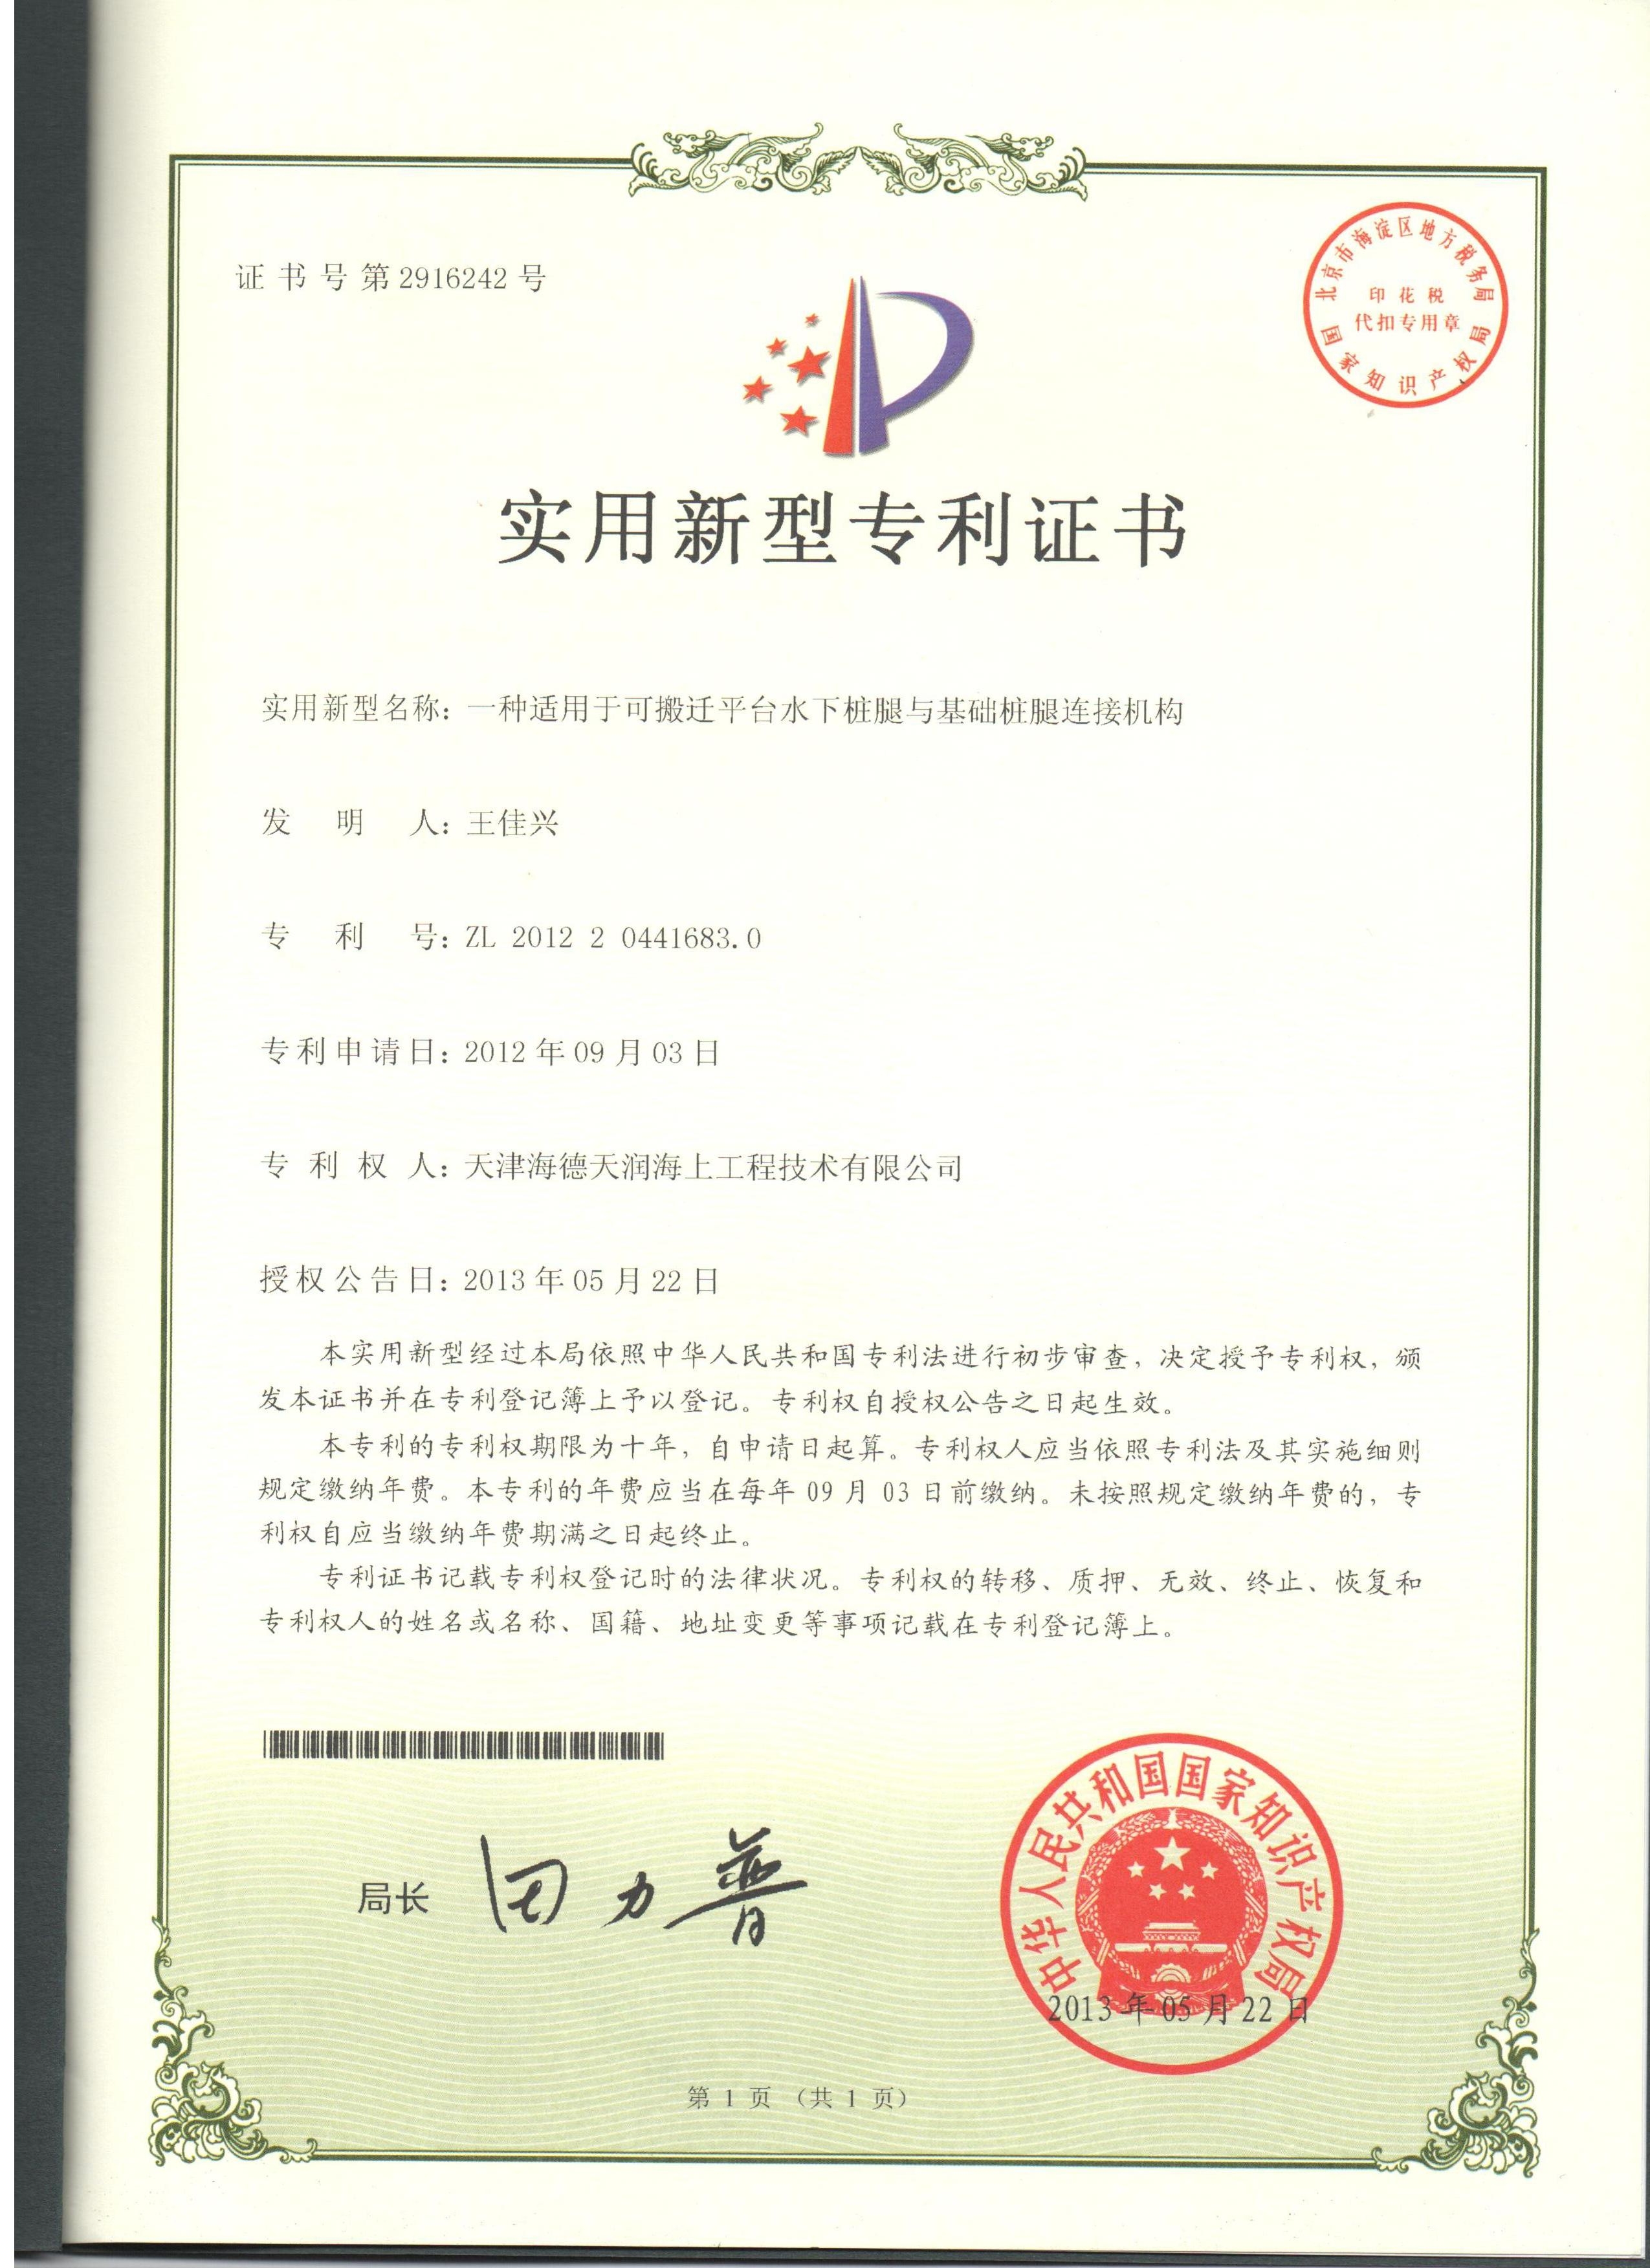 证书号第2916242号
北京市海淀区地方税务局
印花税
代扣专用章
国家知识产权局
实用新型专利证书
实用新型名称：一种适用于可搬迁平台水下桩腿与基础桩腿连接机构
发明人：王佳兴
专利号：ZL 2012 2 0441683.0
专利申请日：2012年09月03日
专利权人：天津海德天润海上工程技术有限公司
授权公告日：2013年05月22日
本实用新型经过本局依照中华人民共和国专利法进行初步审查，决定授予专利权，颁
发本证书并在专利登记簿上予以登记。专利权自授权公告之日起生效。
本专利的专利权期限为十年，自申请日起算。专利权人应当依照专利法及其实施细则
规定缴纳年费。本专利的年费应当在每年09月03日前缴纳。未按照规定缴纳年费的，专
利权自应当缴纳年费期满之日起终止。
专利证书记载专利权登记时的法律状况。专利权的转移、质押、无效、终止、恢复和
专利权人的姓名或名称、国籍、地址变更等事项记载在专利登记簿上。
局长 田力普
中华人民共和国国家知识产权局
2013年05月22日
第1页（共1页）